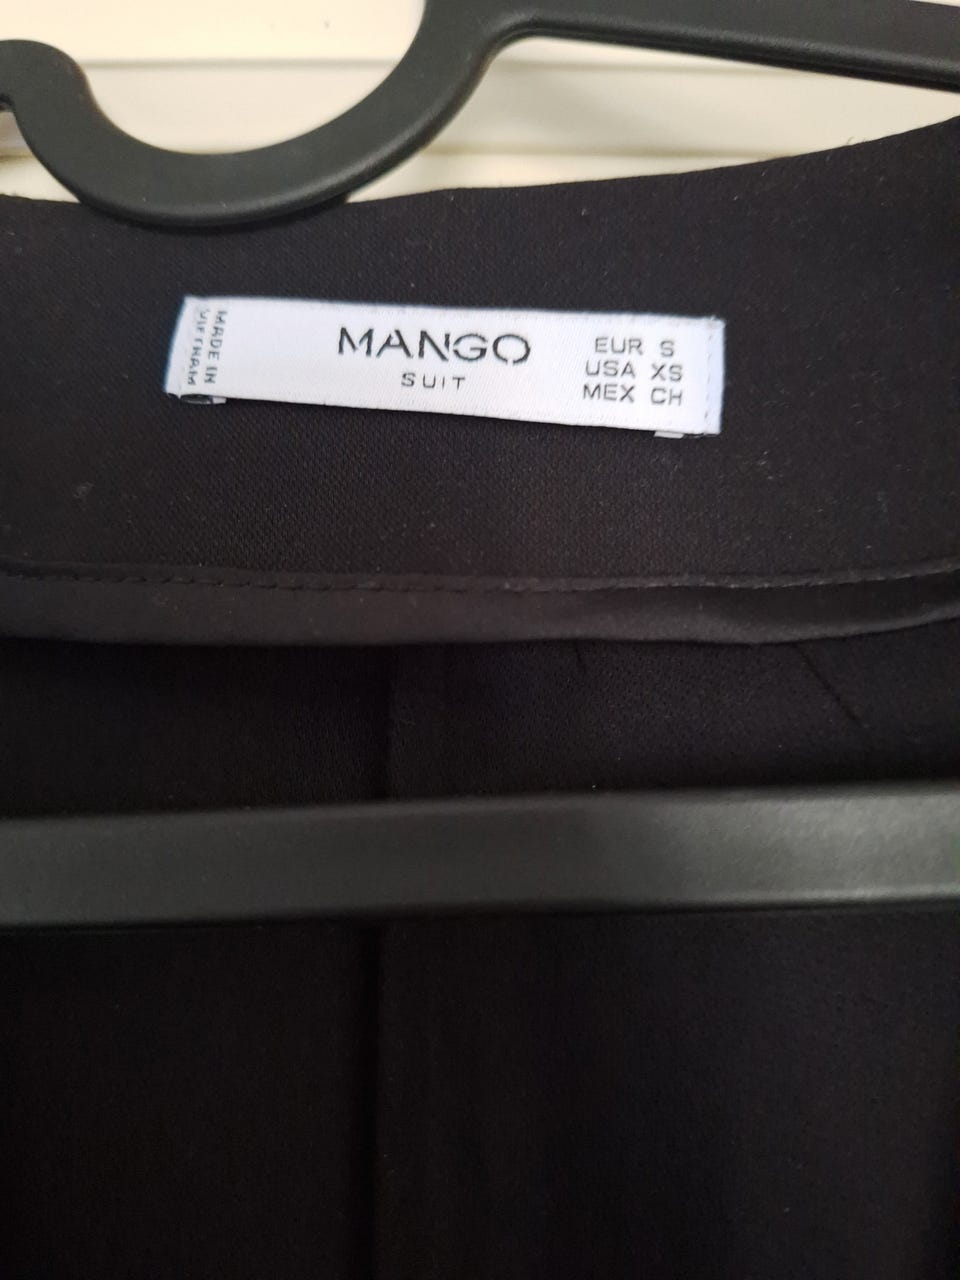 MADE IN
VIETNAM
MANGO
SUIT
EUR S
USA XS
MEX CH